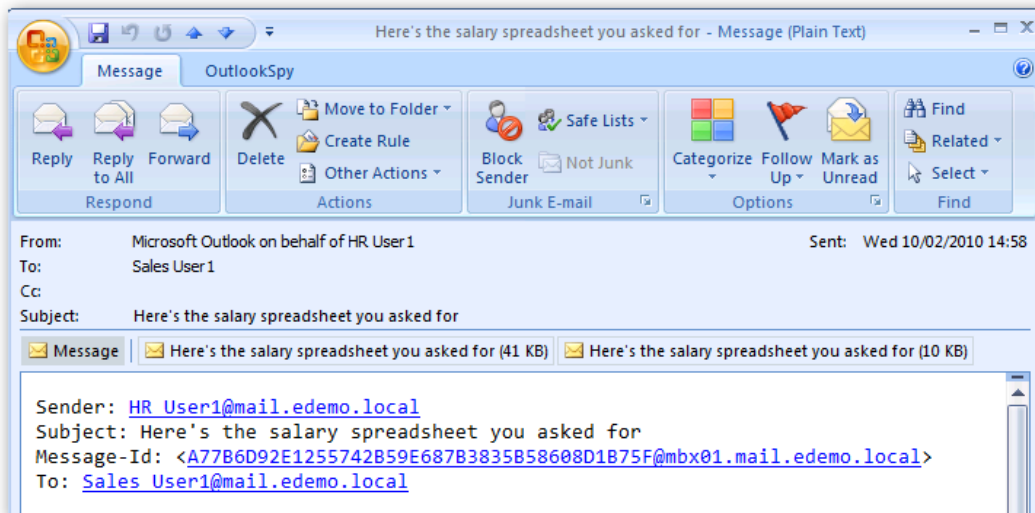 Here's the salary spreadsheet you asked for - Message (Plain Text)
Message OutlookSpy
Reply Reply to All Forward
Respond
Delete Move to Folder Create Rule Other Actions
Actions
Block Sender Safe Lists Not Junk
Junk E-mail
Categorize Follow Up Mark as Unread
Options
Find Related Select
Find
From: Microsoft Outlook on behalf of HR User1 Sent: Wed 10/02/2010 14:58
To: Sales User1
Cc:
Subject: Here's the salary spreadsheet you asked for
Message Here's the salary spreadsheet you asked for (41 KB) Here's the salary spreadsheet you asked for (10 KB)
Sender: HR User1@mail.edemo.local
Subject: Here's the salary spreadsheet you asked for
Message-Id: <A77B6D92E1255742B59E687B3835B58608D1B75F@mbx01.mail.edemo.local>
To: Sales User1@mail.edemo.local